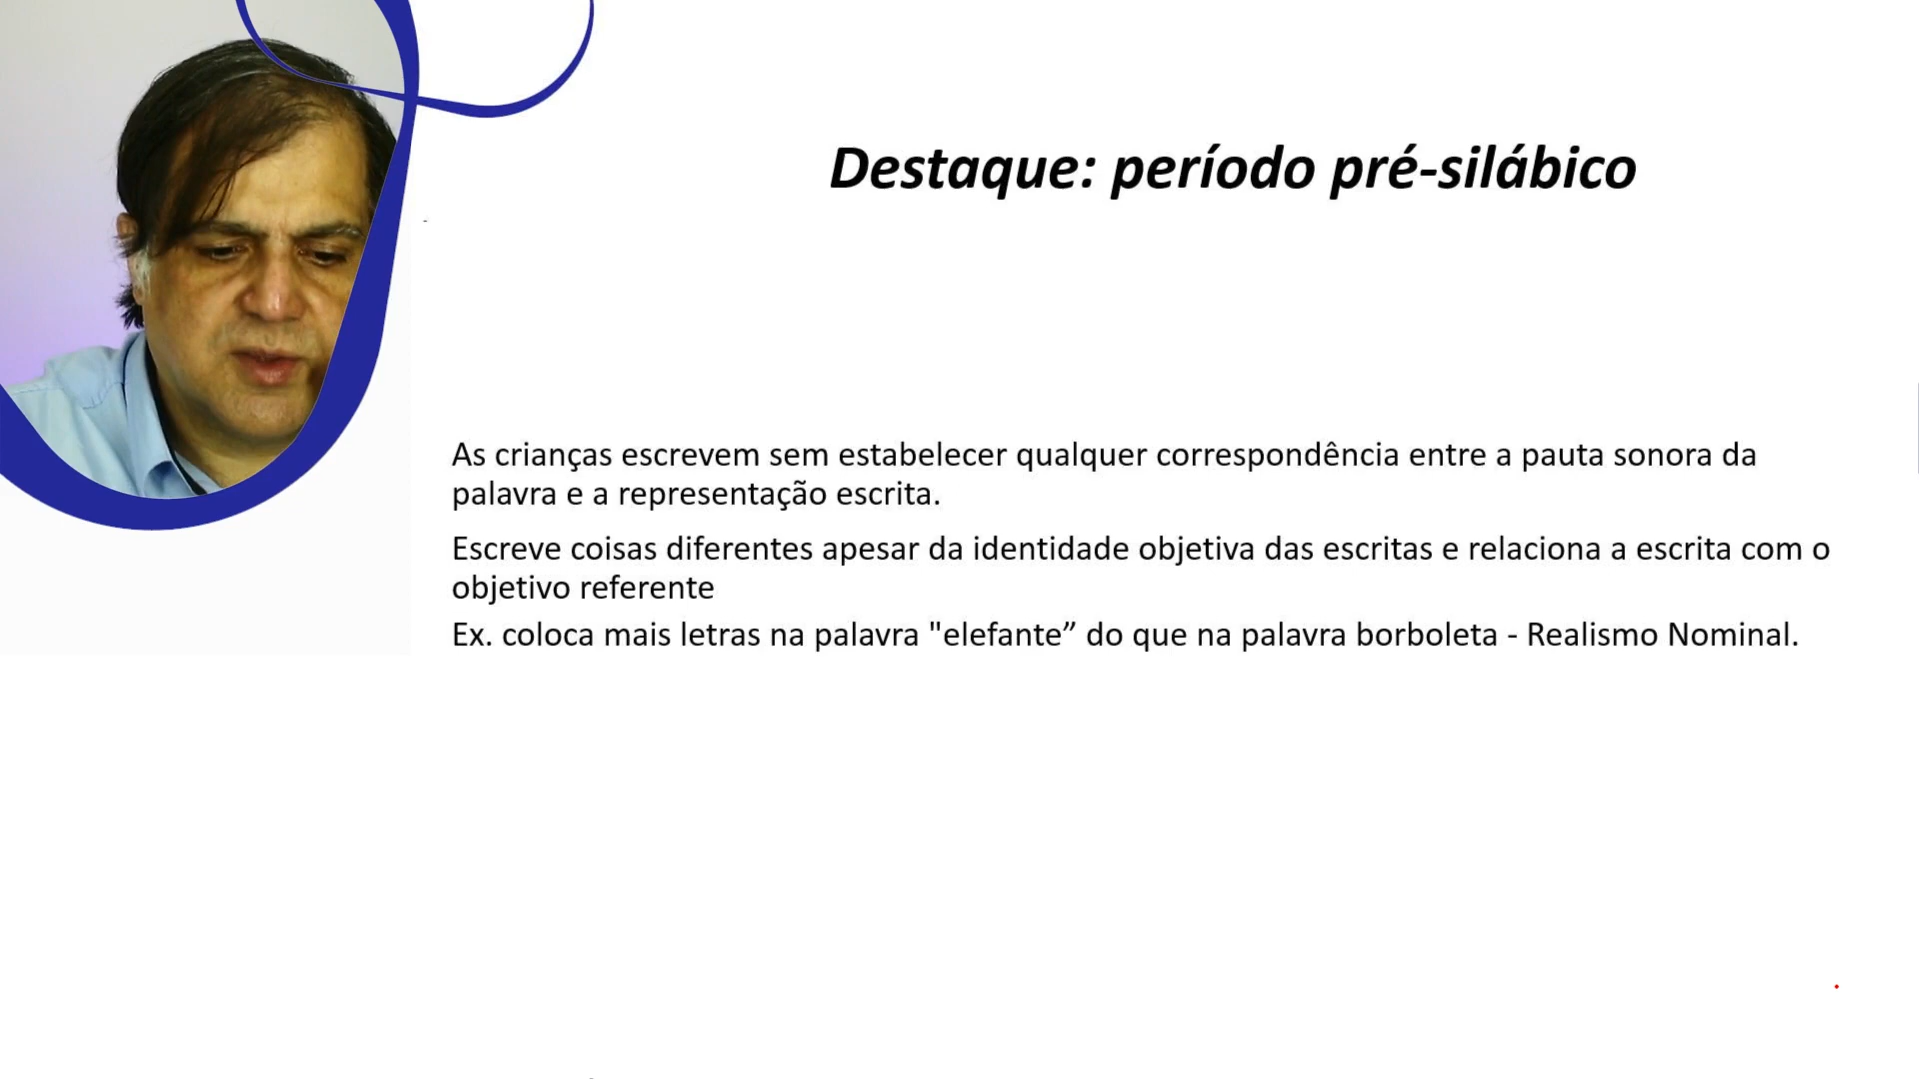 Destaque: período pré-silábico
As crianças escrevem sem estabelecer qualquer correspondência entre a pauta sonora da
palavra e a representação escrita.
Escreve coisas diferentes apesar da identidade objetiva das escritas e relaciona a escrita com o
objetivo referente
Ex. coloca mais letras na palavra "elefante” do que na palavra borboleta - Realismo Nominal.